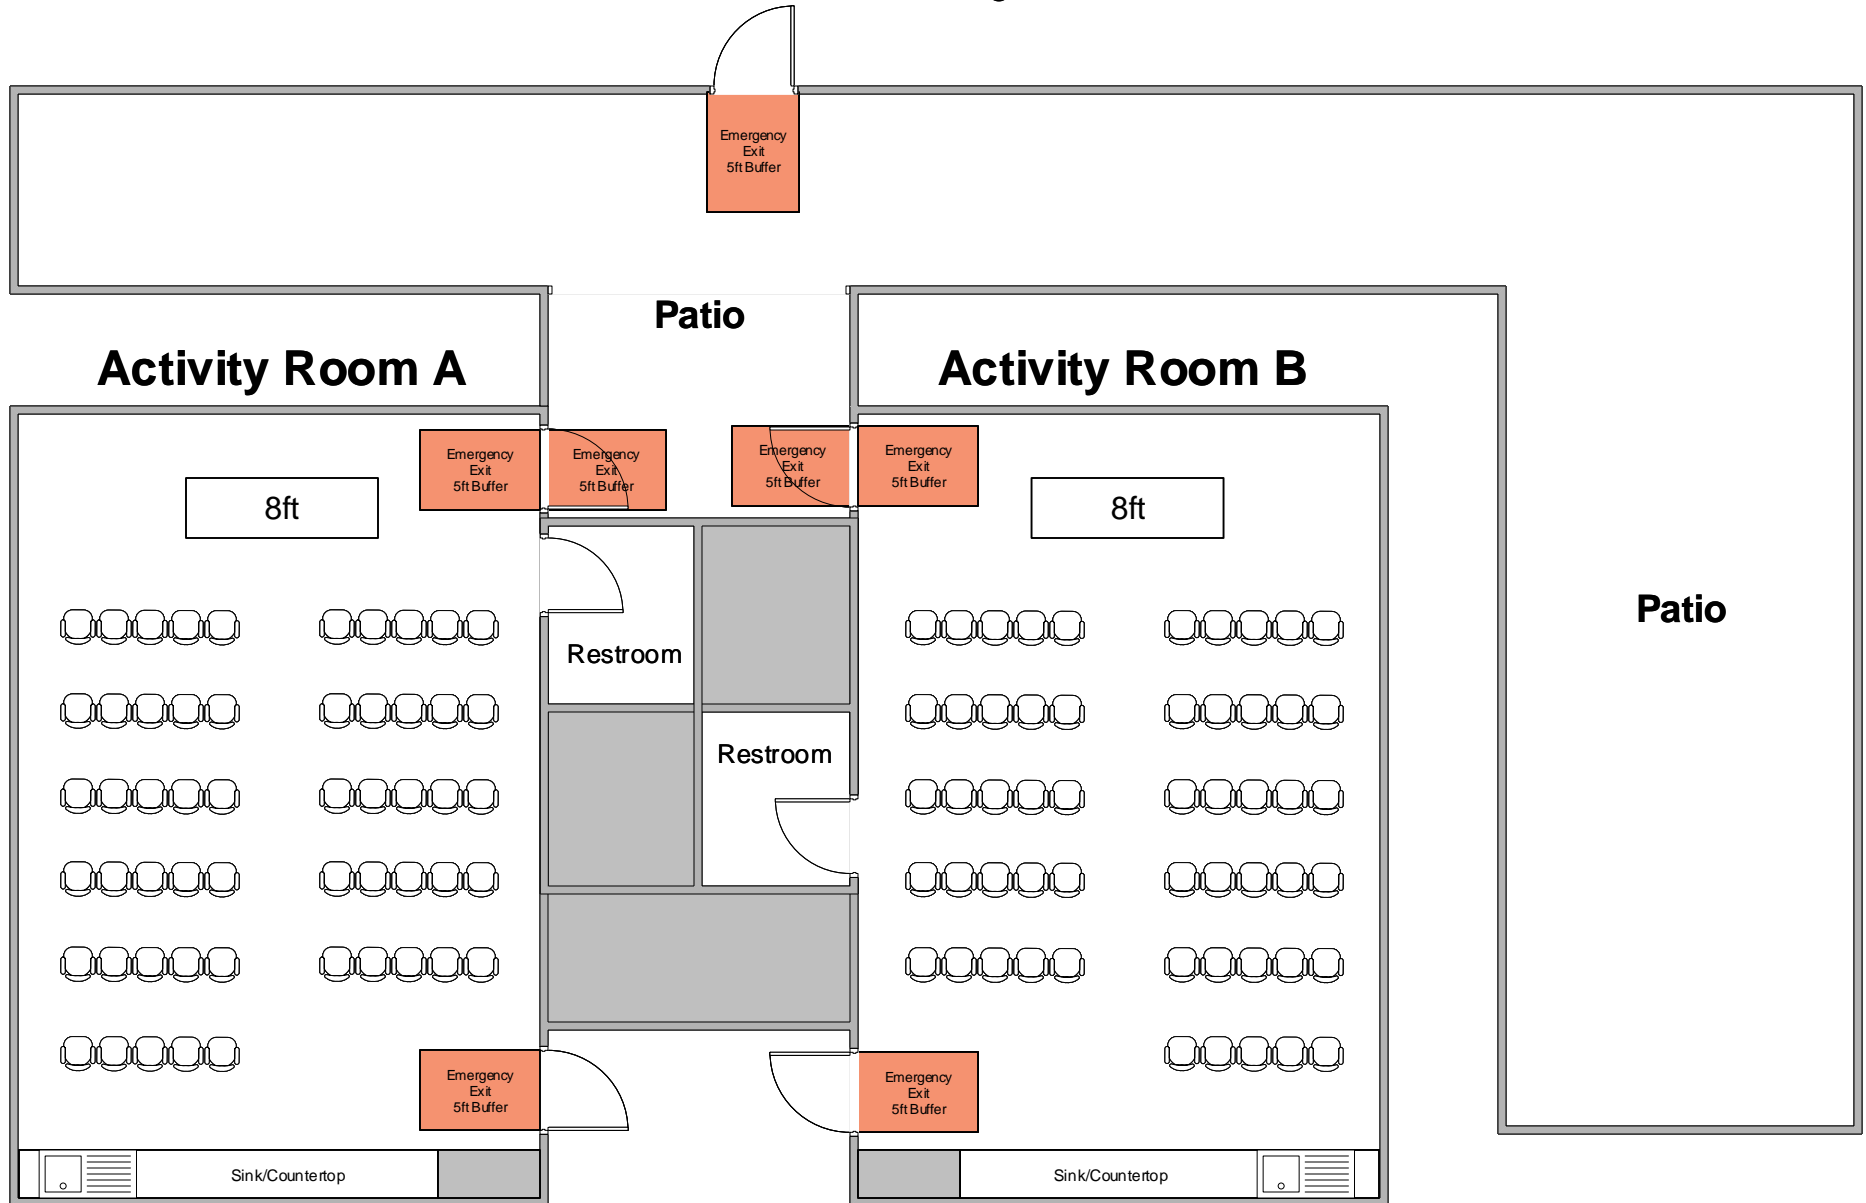 Emergency
Exit
5ft Buffer
Patio
Activity Room A
Activity Room B
Emergency
Exit
5ft Buffer
Emergency
Exit
5ft Buffer
Emergency
Exit
5ft Buffer
Emergency
Exit
5ft Buffer
8ft
8ft
Patio
Restroom
Restroom
Emergency
Exit
5ft Buffer
Emergency
Exit
5ft Buffer
Sink/Countertop
Sink/Countertop